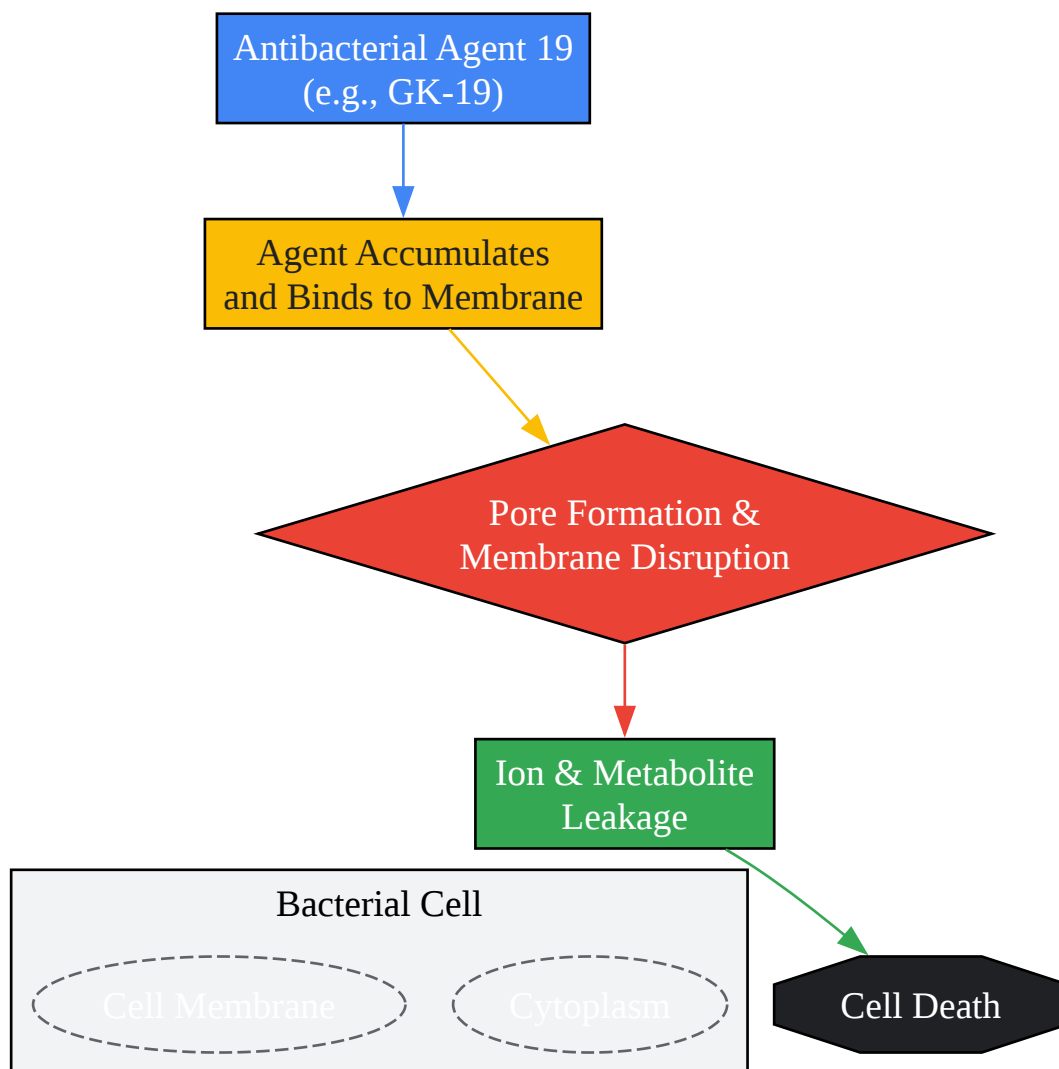 Antibacterial Agent 19
(e.g., GK-19)
Agent Accumulates
and Binds to Membrane
Pore Formation &
Membrane Disruption
Ion & Metabolite
Leakage
Bacterial Cell
Cell Membrane
Cytoplasm
Cell Death